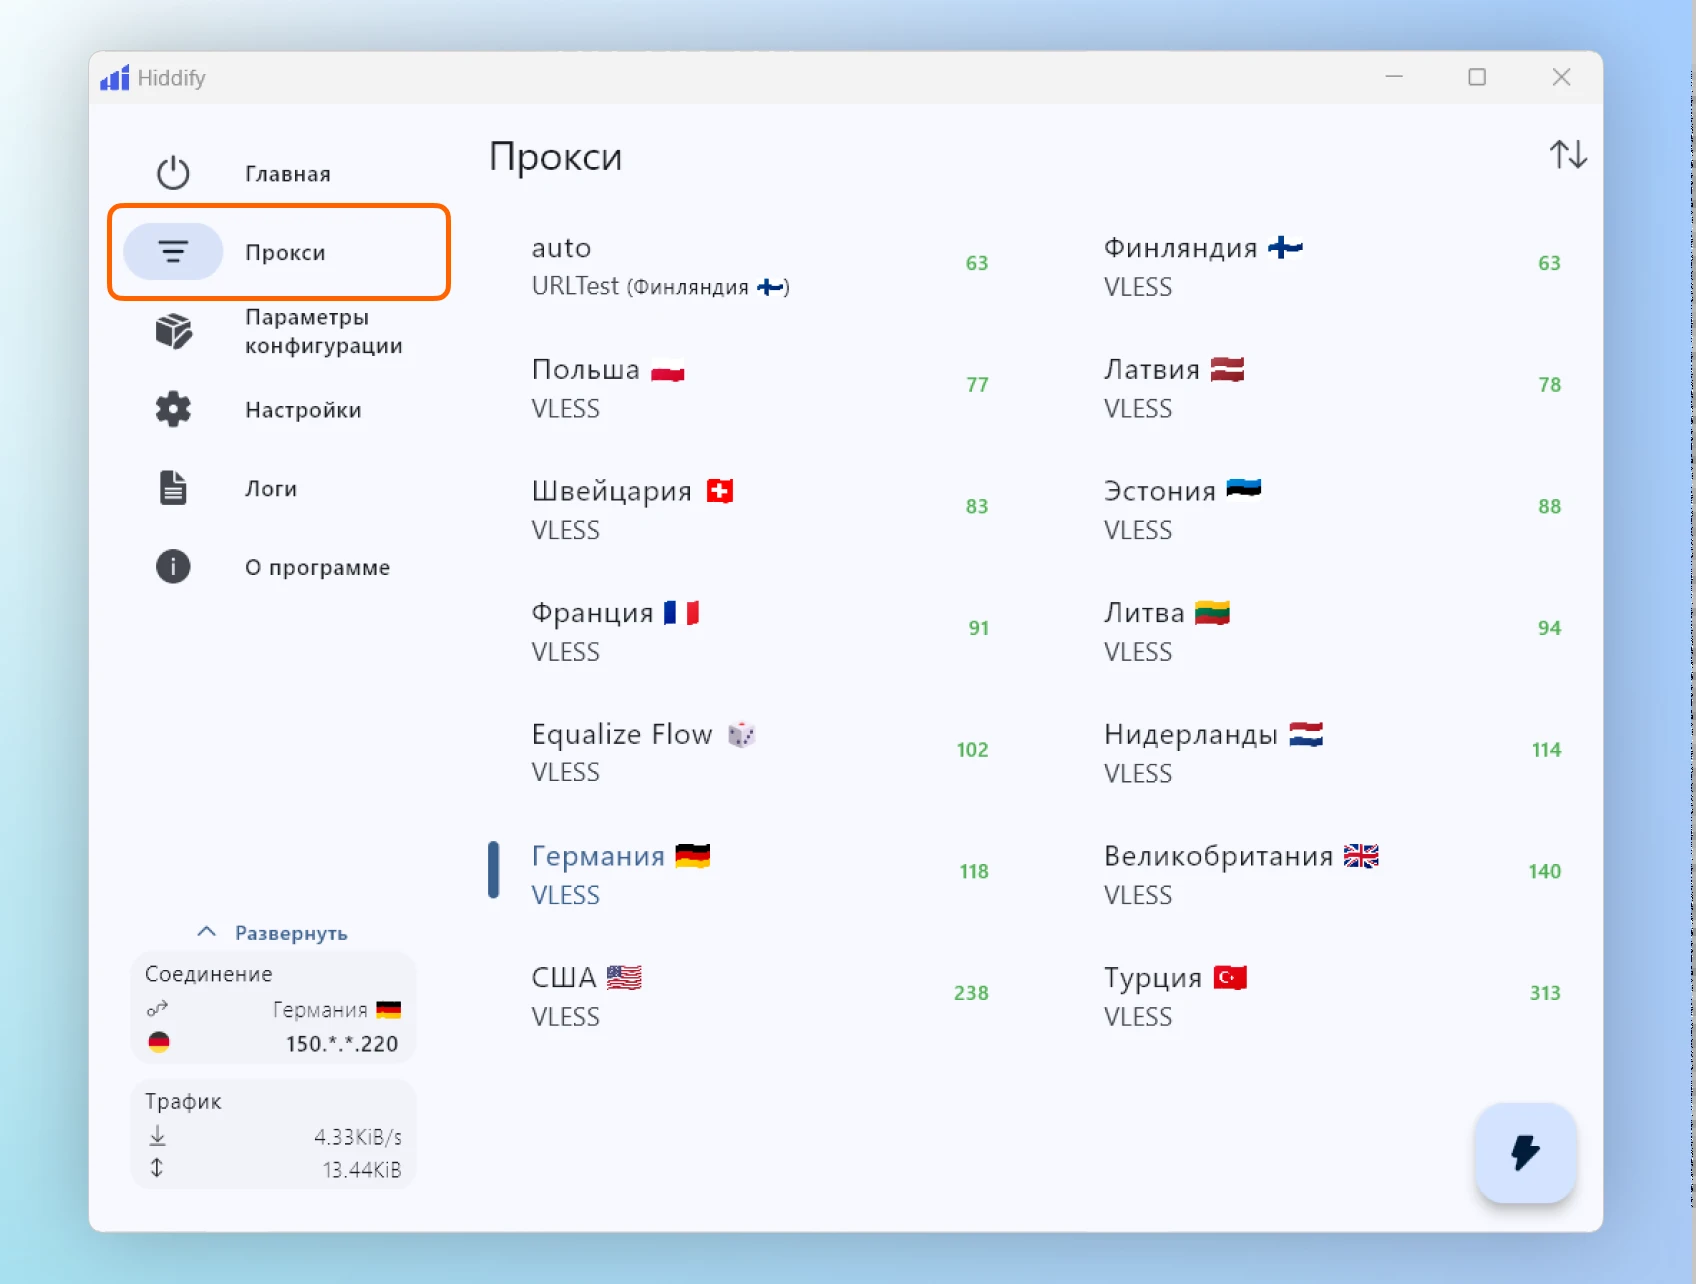 Hiddify
Главная
Прокси
Параметры
конфигурации
Настройки
Логи
О программе
Развернуть
Соединение
Германия
150.*.*.220
Трафик
4.33KiB/s
13.44KiB
Прокси
auto
URLTest (Финляндия 🇫🇮)
63
Финляндия
VLESS
63
Польша
VLESS
77
Латвия
VLESS
78
Швейцария
VLESS
83
Эстония
VLESS
88
Франция
VLESS
91
Литва
VLESS
94
Equalize Flow
VLESS
102
Нидерланды
VLESS
114
Германия
VLESS
118
Великобритания
VLESS
140
США
VLESS
238
Турция
VLESS
313